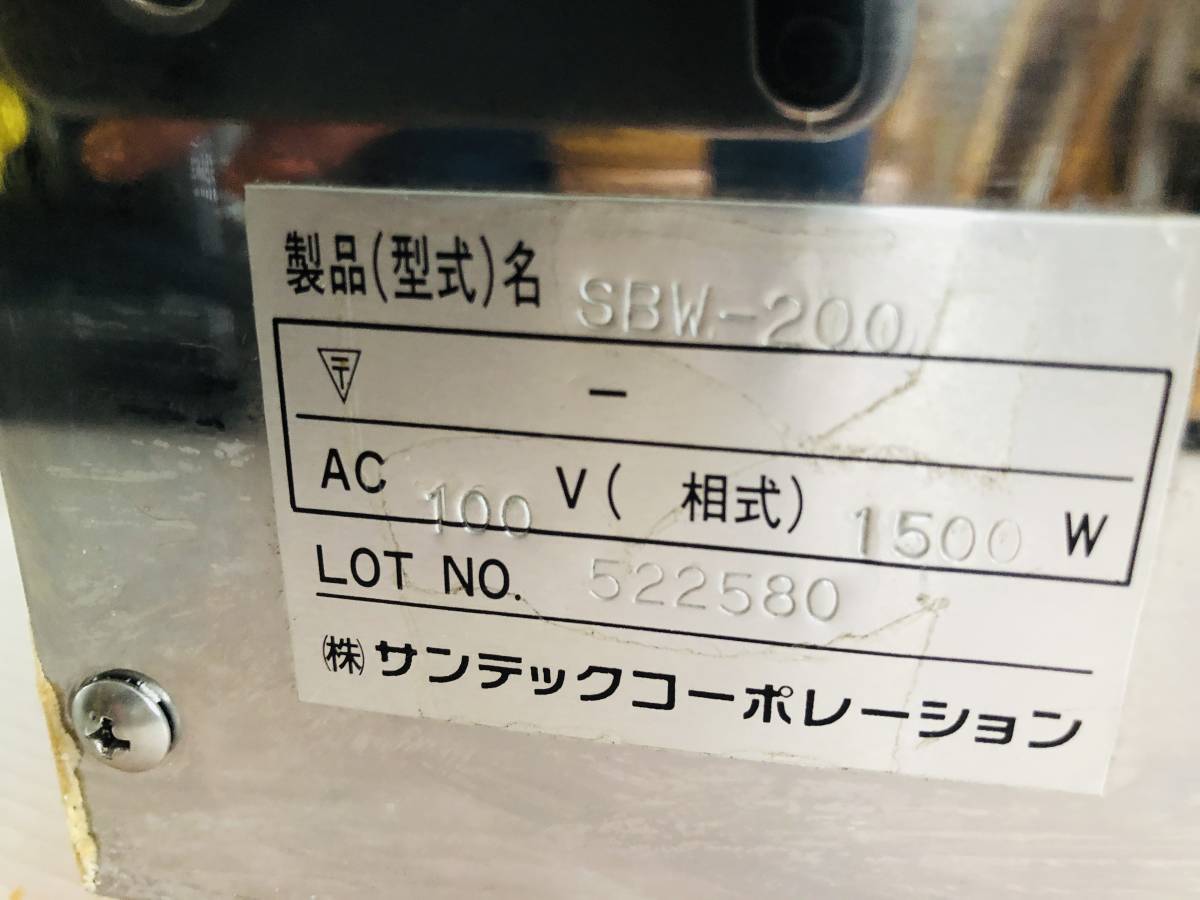 製品(型式)名 SBW-200
〒 -
AC 100 V( 相式) 1500 W
LOT NO. 522580
(株)サンテックコーポレーション